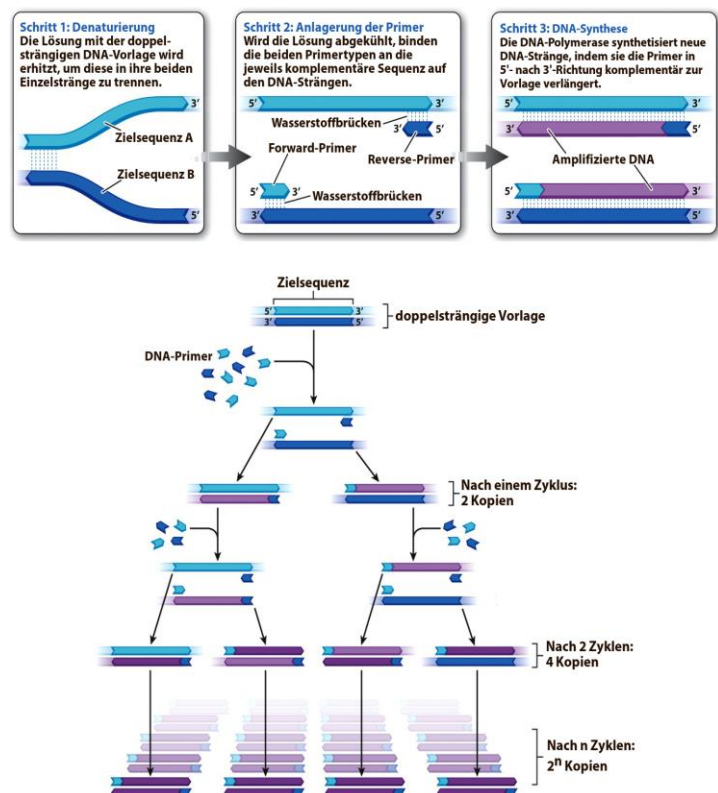 Schritt 1: Denaturierung
Die Lösung mit der doppel-
strängigen DNA-Vorlage wird
erhitzt, um diese in ihre beiden
Einzelstränge zu trennen.
3’
Zielsequenz A
Zielsequenz B
5’
Schritt 2: Anlagerung der Primer
Wird die Lösung abgekühlt, binden
die beiden Primertypen an die
jeweils komplementäre Sequenz auf
den DNA-Strängen.
5’ 3’
Wasserstoffbrücken
3’ 5’
Forward-Primer
Reverse-Primer
5’ 3’
Wasserstoffbrücken
3’ 5’
Schritt 3: DNA-Synthese
Die DNA-Polymerase synthetisiert neue
DNA-Stränge, indem sie die Primer in
5’- nach 3’-Richtung komplementär zur
Vorlage verlängert.
5’ 3’
3’ 5’
Amplifizierte DNA
5’ 3’
3’ 5’
Zielsequenz
5’ 3’
3’ 5’
doppelsträngige Vorlage
DNA-Primer
Nach einem Zyklus:
2 Kopien
Nach 2 Zyklen:
4 Kopien
Nach n Zyklen:
2ⁿ Kopien